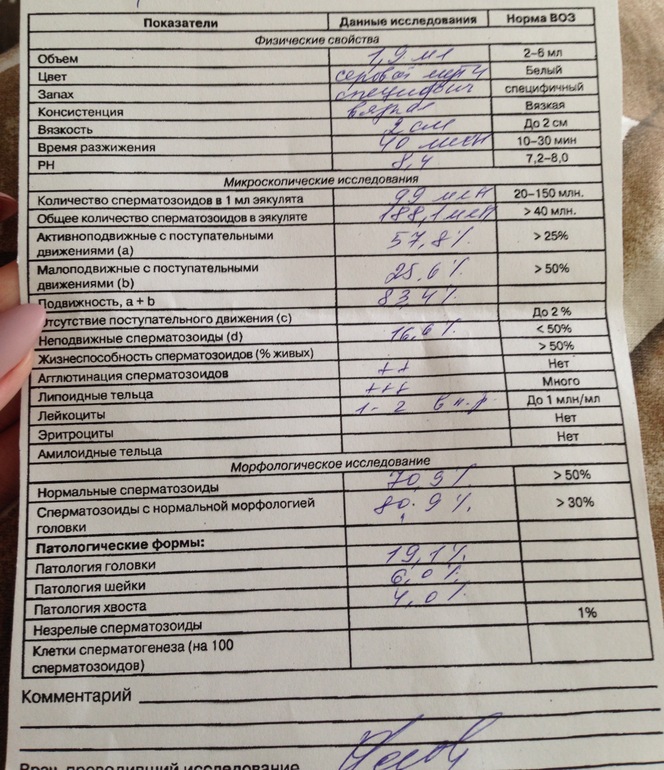 Показатели Данные исследования Норма ВОЗ
Физические свойства
Объем 1,9 мл 2–6 мл
Цвет Белый
Запах специфич специфичный
Консистенция вязкая Вязкая
Вязкость 2 см До 2 см
Время разжижения 40 мин 10–30 мин
РН 8,4 7,2–8,0
Микроскопические исследования
Количество сперматозоидов в 1 мл эякулята 99 млн 20–150 млн.
Общее количество сперматозоидов в эякуляте 188,1 млн > 40 млн.
Активноподвижные с поступательными
движениями (a) 57,8% > 25%
Малоподвижные с поступательными
движениями (b) 25,6% > 50%
Подвижность, a + b 83,4%
Отсутствие поступательного движения (c) До 2 %
Неподвижные сперматозоиды (d) 16,6% < 50%
Жизнеспособность сперматозоидов (% живых) > 50%
Агглютинация сперматозоидов ++ Нет
Липоидные тельца +++ Много
Лейкоциты 1-2 в п.р. До 1 млн/мл
Эритроциты Нет
Амилоидные тельца Нет
Морфологическое исследование
Нормальные сперматозоиды 70,9% > 50%
Сперматозоиды с нормальной морфологией
головки 80.9% > 30%
Патологические формы:
Патология головки 19,1%
Патология шейки 6,0%
Патология хвоста 4,0%
Незрелые сперматозоиды 1%
Клетки сперматогенеза (на 100
сперматозоидов)
Комментарий
Врач, проводивший исследование